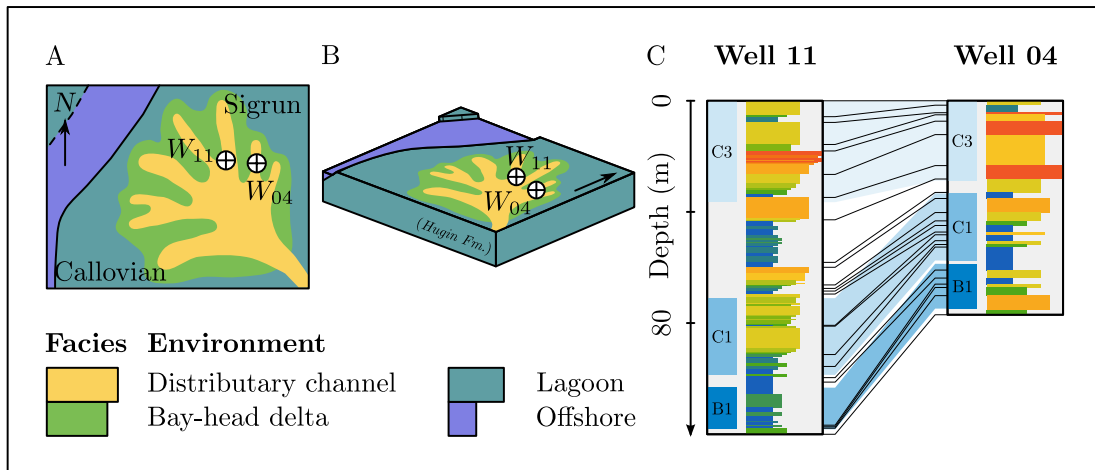 A
N
Sigrun
W11
W04
Callovian
B
W11
W04
(Hugin Fm.)
C
Well 11
Well 04
Depth (m)
0
80
C3
C1
B1
C3
C1
B1
Facies Environment
Distributary channel
Bay-head delta
Lagoon
Offshore